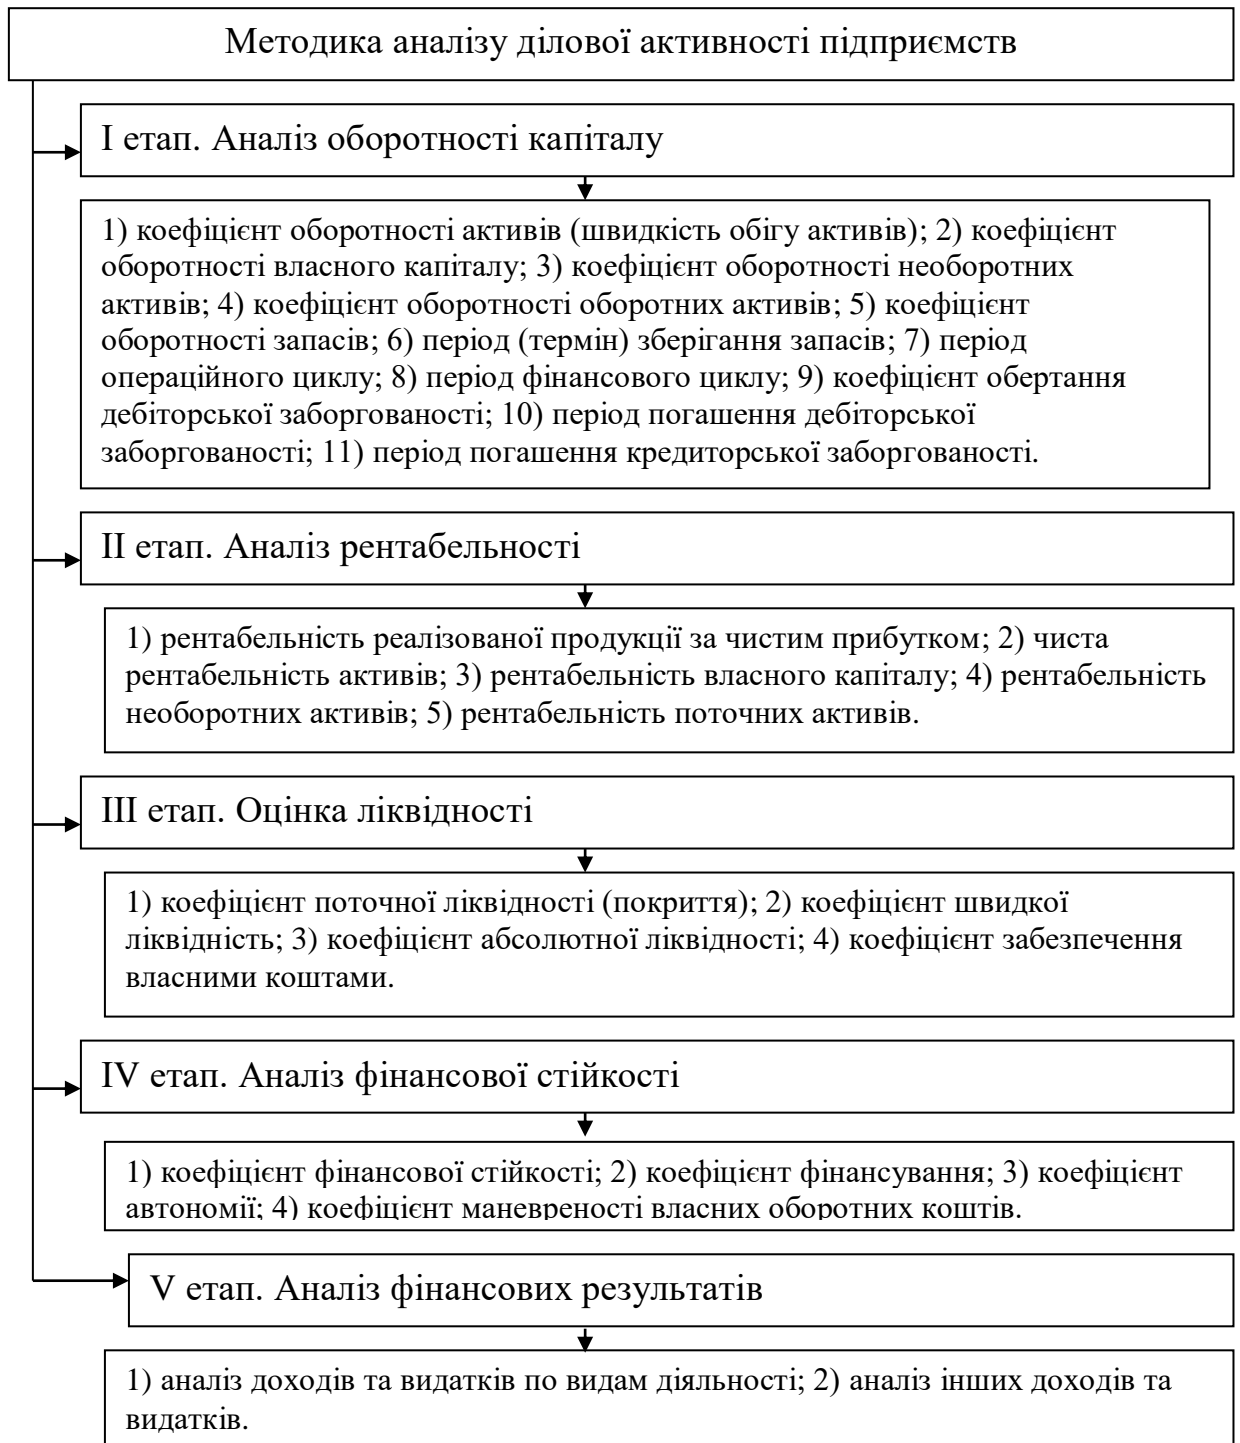 Методика аналізу ділової активності підприємств
І етап. Аналіз оборотності капіталу
1) коефіцієнт оборотності активів (швидкість обігу активів); 2) коефіцієнт
оборотності власного капіталу; 3) коефіцієнт оборотності необоротних
активів; 4) коефіцієнт оборотності оборотних активів; 5) коефіцієнт
оборотності запасів; 6) період (термін) зберігання запасів; 7) період
операційного циклу; 8) період фінансового циклу; 9) коефіцієнт обертання
дебіторської заборгованості; 10) період погашення дебіторської
заборгованості; 11) період погашення кредиторської заборгованості.
ІІ етап. Аналіз рентабельності
1) рентабельність реалізованої продукції за чистим прибутком; 2) чиста
рентабельність активів; 3) рентабельність власного капіталу; 4) рентабельність
необоротних активів; 5) рентабельність поточних активів.
ІІІ етап. Оцінка ліквідності
1) коефіцієнт поточної ліквідності (покриття); 2) коефіцієнт швидкої
ліквідність; 3) коефіцієнт абсолютної ліквідності; 4) коефіцієнт забезпечення
власними коштами.
IV етап. Аналіз фінансової стійкості
1) коефіцієнт фінансової стійкості; 2) коефіцієнт фінансування; 3) коефіцієнт
автономії; 4) коефіцієнт маневреності власних оборотних коштів.
V етап. Аналіз фінансових результатів
1) аналіз доходів та видатків по видам діяльності; 2) аналіз інших доходів та
видатків.